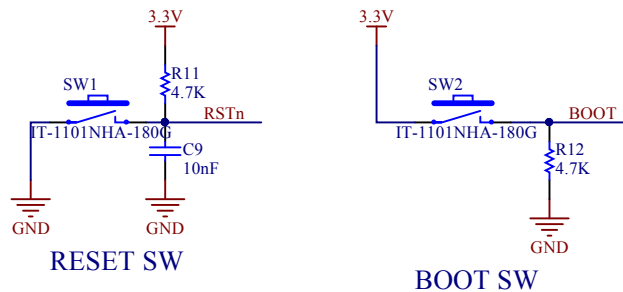 3.3V
3.3V
SW1
R11
4.7K
SW2
RSTn
BOOT
IT-1101NHA-180G
IT-1101NHA-180G
C9
10nF
R12
4.7K
GND
GND
GND
RESET SW
BOOT SW